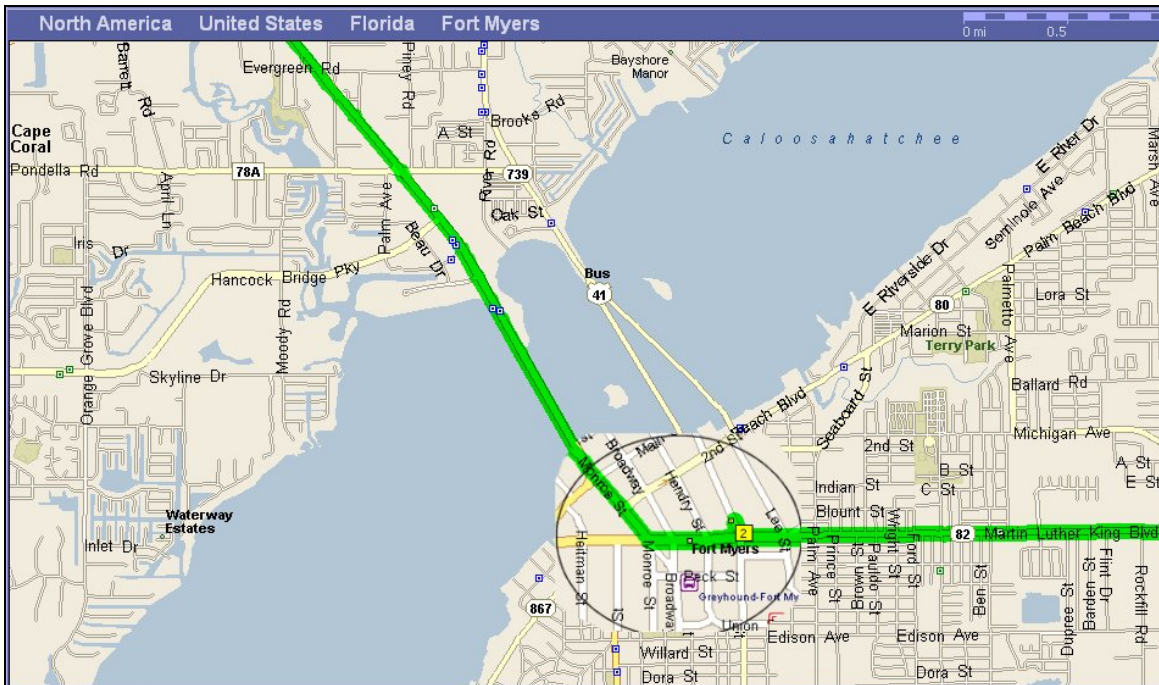 North America United States Florida Fort Myers
0 mi 0.5
Barrett Rd
Evergreen Rd
Piney Rd
Bayshore
Manor
Brooks Rd
A St
Cape
Coral
Caloosahatchee
E River Dr
Marsh
Pondella Rd
78A
739
River Rd
April Ln
Palm Ave
Oak St
Seminole Ave
Palm Beach Blvd
Iris Dr
Beau Dr
Hancock Bridge Pky
E Riverside Dr
Bus
41
80
Palmetto Ave
Lora St
Orange Grove Blvd
Moody Rd
Marion St
Terry Park
Skyline Dr
Ballard Rd
Seaboard St
Beach Blvd
2nd St
Michigan Ave
Main
Broadway
2nd St
Monroe St
Hendry St
A St
B St
C St
E St
Indian St
Waterway
Estates
Lee St
Blount St
Inlet Dr
2
82
Martin Luther King Blvd
Fort Myers
Heitman St
Monroe St
Broadway
Peck St
Palm Ave
Prince St
Brown St
Pauldo St
Wright St
Ford St
Ben St
Dupree St
Barden St
Flint Dr
Rockfill Rd
Greyhound-Fort My
867
St
Union
Edison Ave
Edison Ave
Willard St
Dora St
Dora St